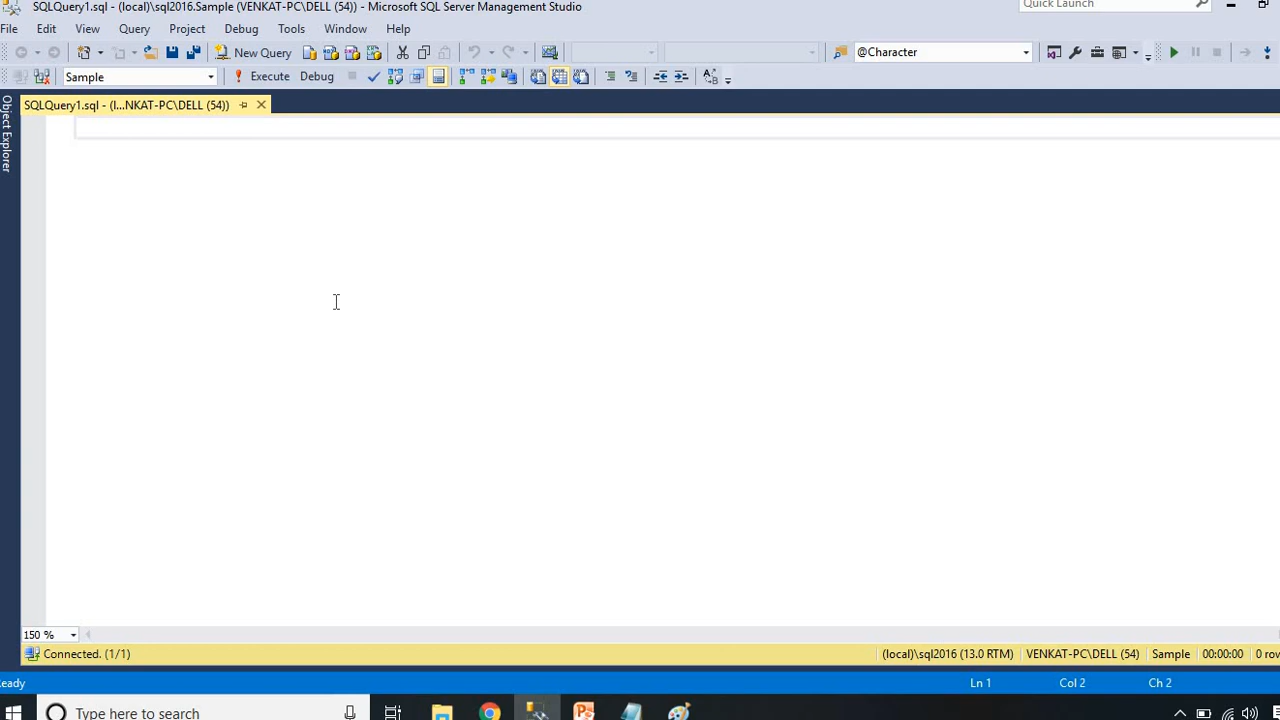 SQLQuery1.sql - (local)\sql2016.Sample (VENKAT-PC\DELL (54)) - Microsoft SQL Server Management Studio
Quick Launch
File Edit View Query Project Debug Tools Window Help
New Query @Character
Sample Execute Debug
SQLQuery1.sql - (l...NKAT-PC\DELL (54))
Object Explorer
150 %
Connected. (1/1) (local)\sql2016 (13.0 RTM) VENKAT-PC\DELL (54) Sample 00:00:00 0 rov
eady Ln 1 Col 2 Ch 2
Type here to search